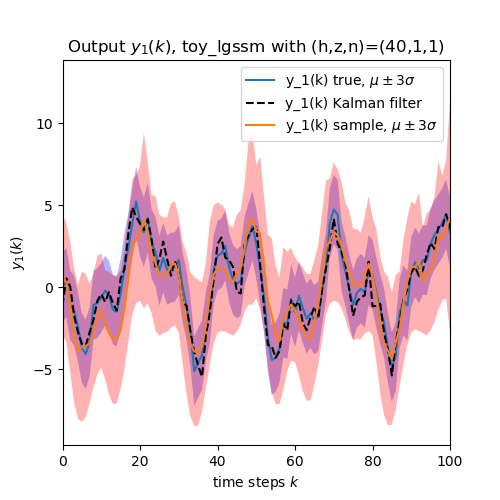 Output y₁(k), toy_lgssm with (h,z,n)=(40,1,1)
y_1(k) true, μ ± 3σ
y_1(k) Kalman filter
y_1(k) sample, μ ± 3σ
y₁(k)
10
5
0
−5
0 20 40 60 80 100
time steps k